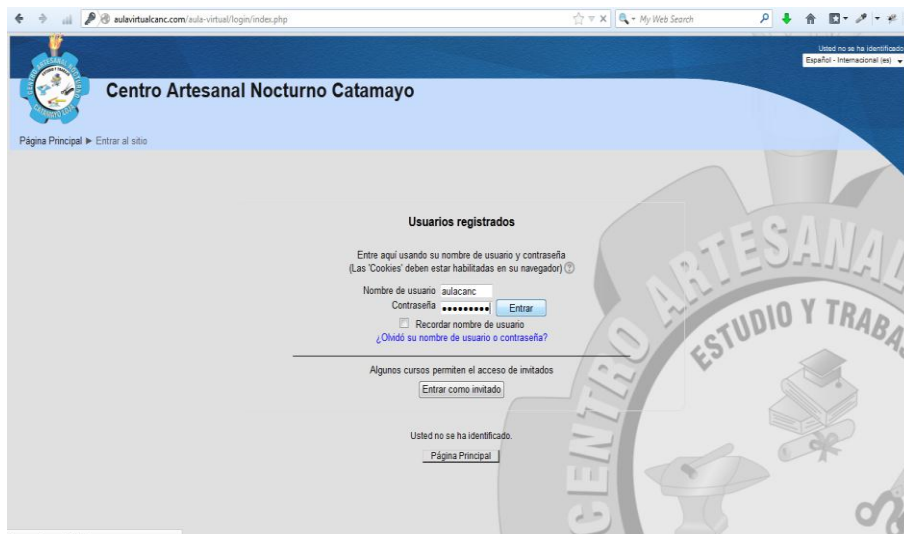 aulavirtualcanc.com/aula-virtual/login/index.php
My Web Search
Usted no se ha identificado
Español - Internacional (es)
Centro Artesanal Nocturno Catamayo
Página Principal ► Entrar al sitio
Usuarios registrados
Entre aquí usando su nombre de usuario y contraseña
(Las 'Cookies' deben estar habilitadas en su navegador)
Nombre de usuario aulacanc
Contraseña ●●●●●●●●● Entrar
Recordar nombre de usuario
¿Olvidó su nombre de usuario o contraseña?
Algunos cursos permiten el acceso de invitados
Entrar como invitado
Usted no se ha identificado.
Página Principal
CENTRO ARTESANAL
ESTUDIO Y TRABAJ